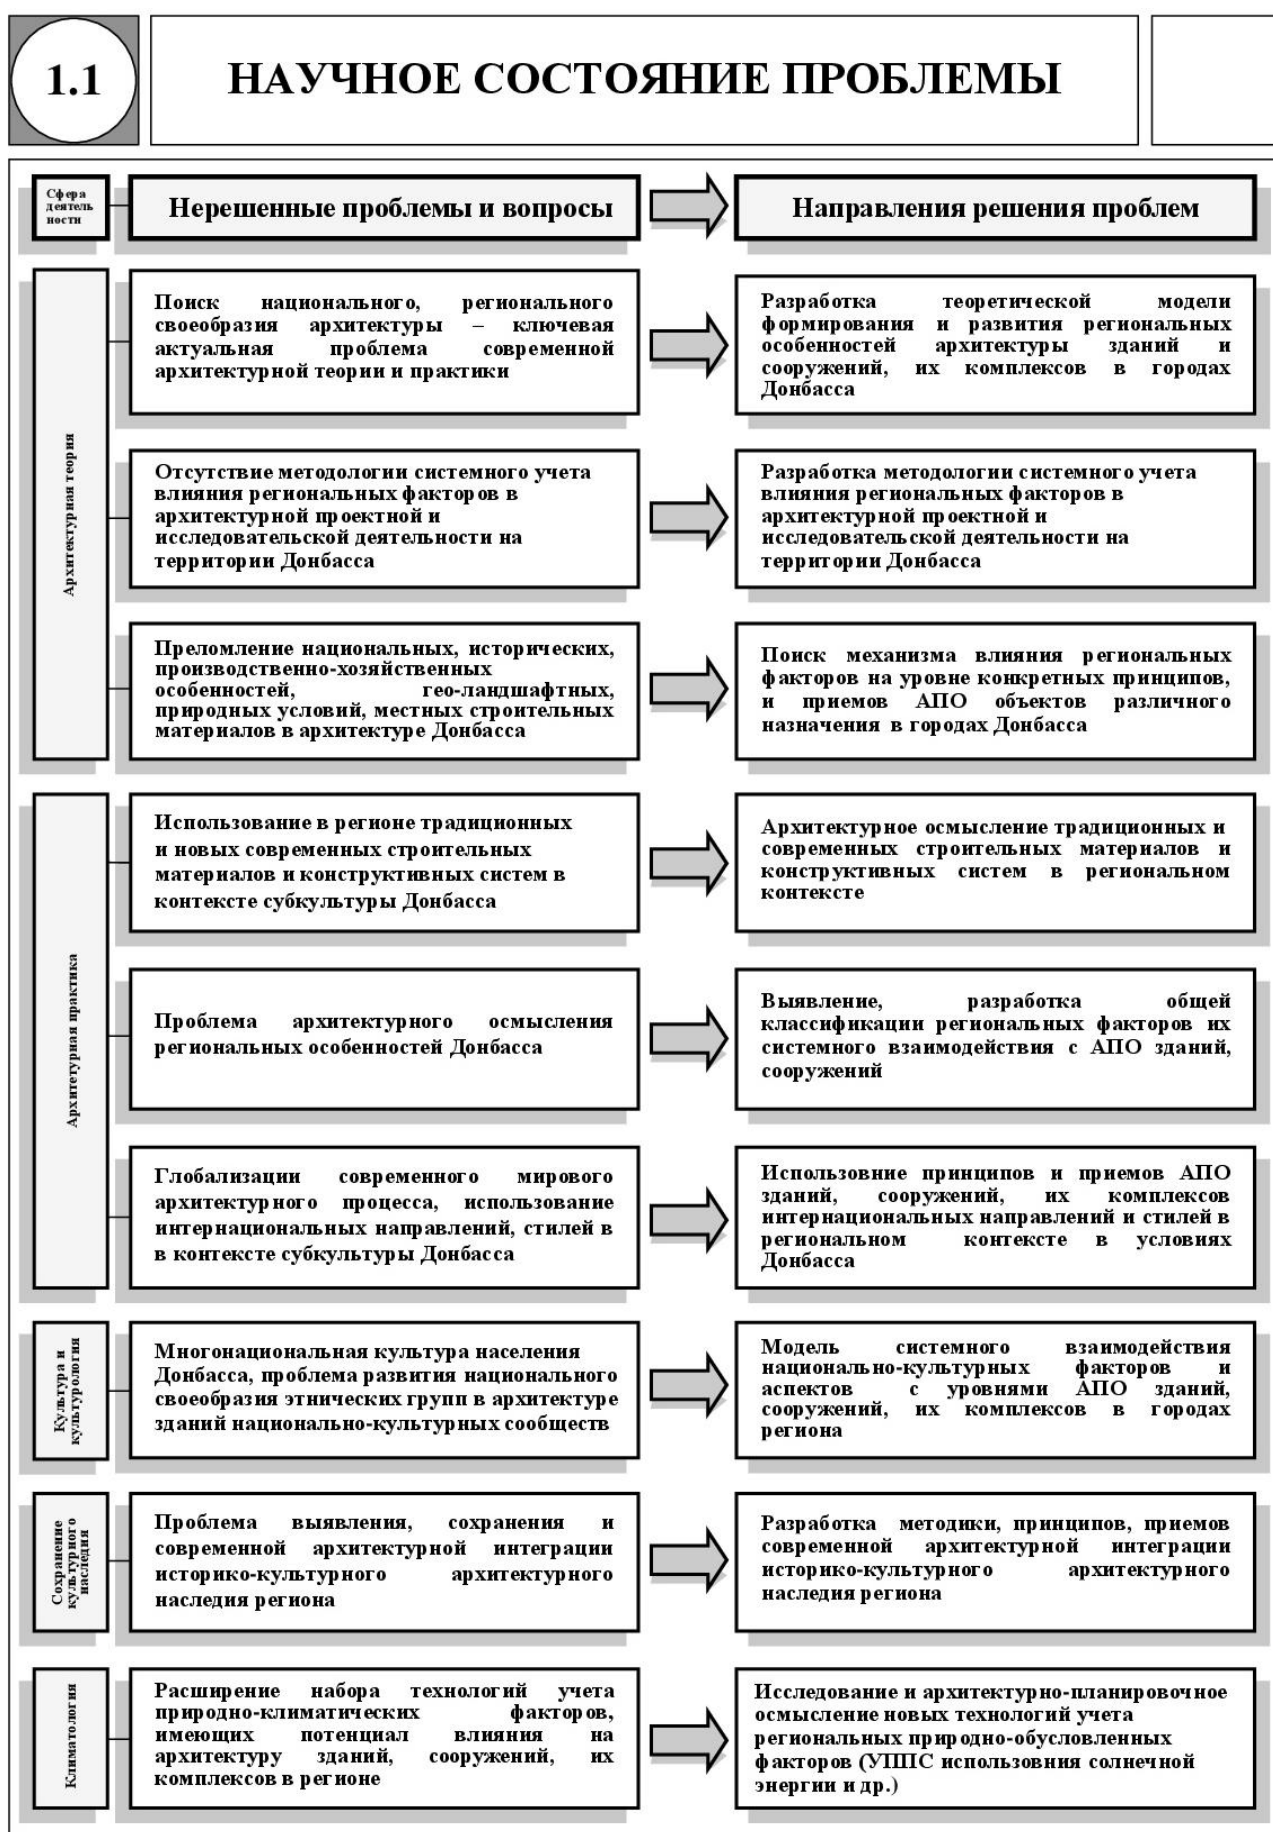 1.1
НАУЧНОЕ СОСТОЯНИЕ ПРОБЛЕМЫ
Сфера
деятель
ности
Нерешенные проблемы и вопросы
Направления решения проблем
Архитектурная теория
Поиск национального, регионального
своеобразия архитектуры – ключевая
актуальная проблема современной
архитектурной теории и практики
Разработка теоретической модели
формирования и развития региональных
особенностей архитектуры зданий и
сооружений, их комплексов в городах
Донбасса
Отсутствие методологии системного учета
влияния региональных факторов в
архитектурной проектной и
исследовательской деятельности на
территории Донбасса
Разработка методологии системного учета
влияния региональных факторов в
архитектурной проектной и
исследовательской деятельности на
территории Донбасса
Преломление национальных, исторических,
производственно-хозяйственных
особенностей, гео-ландшафтных,
природных условий, местных строительных
материалов в архитектуре Донбасса
Поиск механизма влияния региональных
факторов на уровне конкретных принципов,
и приемов АПО объектов различного
назначения в городах Донбасса
Архитетурная практика
Использование в регионе традиционных
и новых современных строительных
материалов и конструктивных систем в
контексте субкультуры Донбасса
Архитектурное осмысление традиционных и
современных строительных материалов и
конструктивных систем в региональном
контексте
Проблема архитектурного осмысления
региональных особенностей Донбасса
Выявление, разработка общей
классификации региональных факторов их
системного взаимодействия с АПО зданий,
сооружений
Глобализации современного мирового
архитектурного процесса, использование
интернациональных направлений, стилей в
в контексте субкультуры Донбасса
Использовние принципов и приемов АПО
зданий, сооружений, их комплексов
интернациональных направлений и стилей в
региональном контексте в условиях
Донбасса
Культура и
культурология
Многонациональная культура населения
Донбасса, проблема развития национального
своеобразия этнических групп в архитектуре
зданий национально-культурных сообществ
Модель системного взаимодействия
национально-культурных факторов и
аспектов с уровнями АПО зданий,
сооружений, их комплексов в городах
региона
Сохранение
культурного
наследия
Проблема выявления, сохранения и
современной архитектурной интеграции
историко-культурного архитектурного
наследия региона
Разработка методики, принципов, приемов
современной архитектурной интеграции
историко-культурного архитектурного
наследия региона
Климатология
Расширение набора технологий учета
природно-климатических факторов,
имеющих потенциал влияния на
архитектуру зданий, сооружений, их
комплексов в регионе
Исследование и архитектурно-планировочное
осмысление новых технологий учета
региональных природно-обусловленных
факторов (УППС использовния солнечной
энергии и др.)